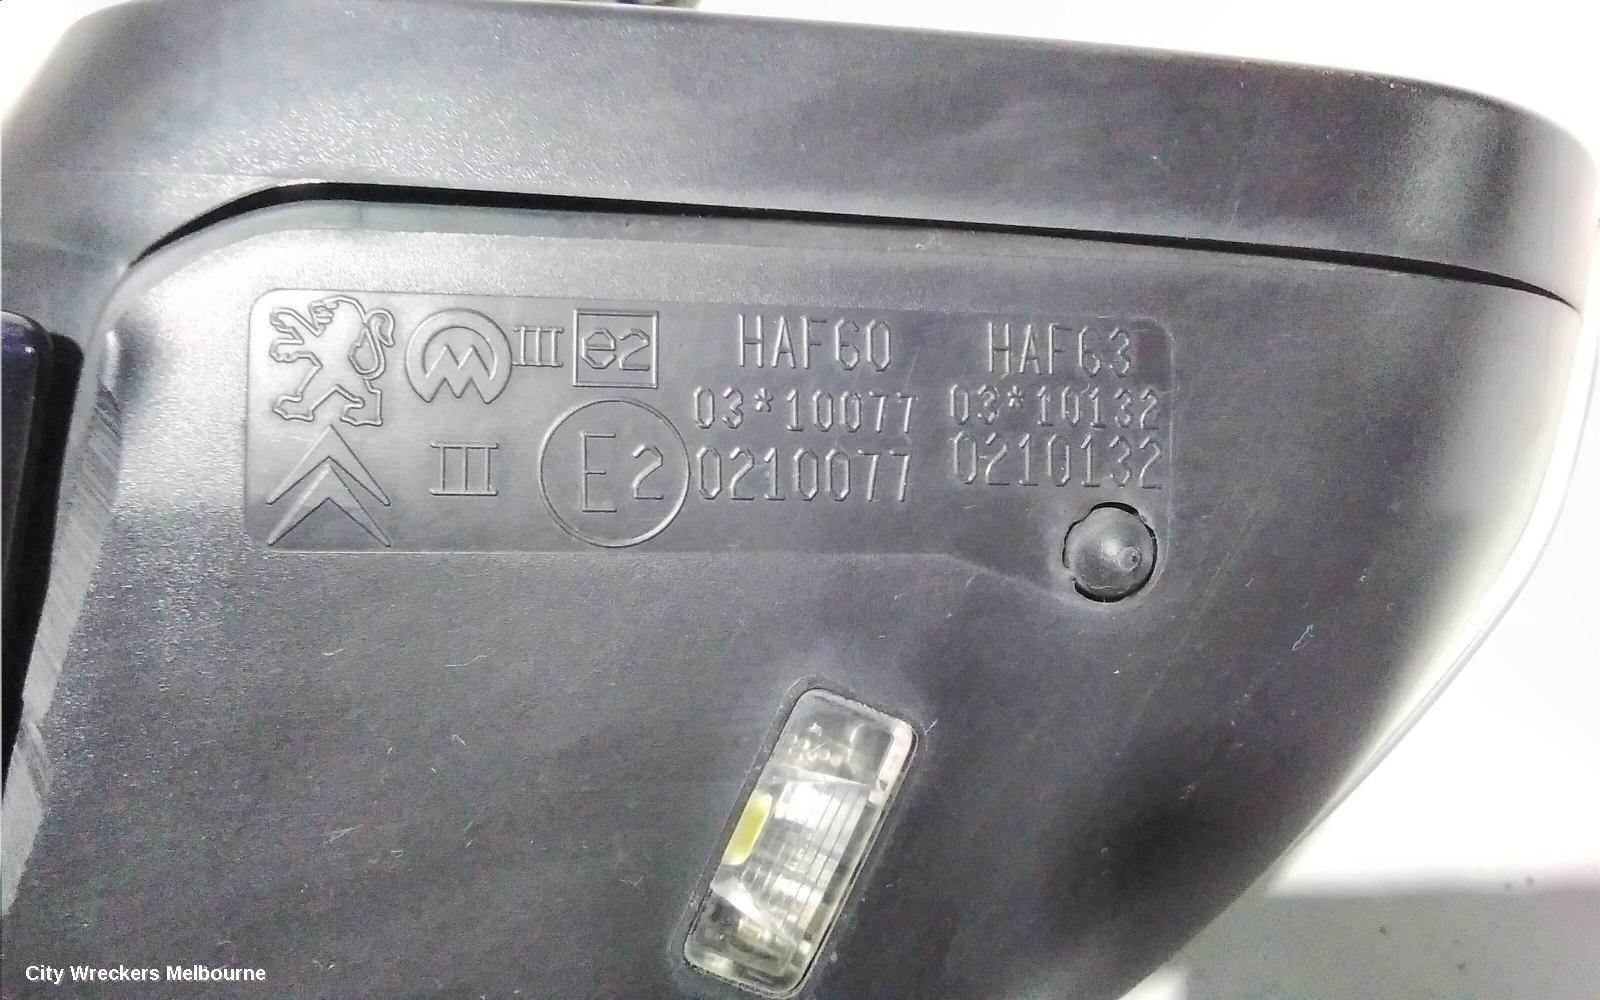 III e2 HAF60 HAF63
03*10077 03*10132
III E2 0210077 0210132
City Wreckers Melbourne